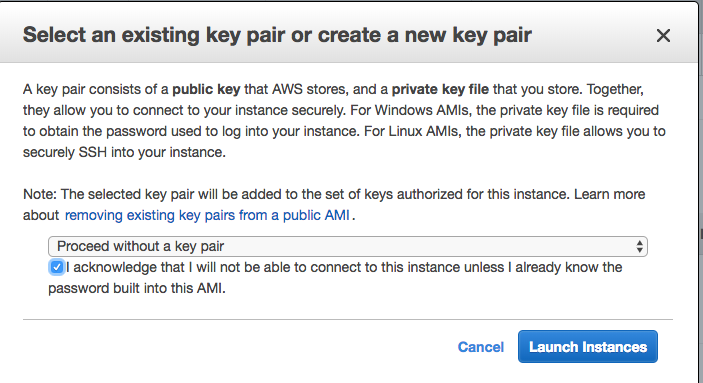 Select an existing key pair or create a new key pair
A key pair consists of a public key that AWS stores, and a private key file that you store. Together,
they allow you to connect to your instance securely. For Windows AMIs, the private key file is required
to obtain the password used to log into your instance. For Linux AMIs, the private key file allows you to
securely SSH into your instance.
Note: The selected key pair will be added to the set of keys authorized for this instance. Learn more
about removing existing key pairs from a public AMI.
Proceed without a key pair
I acknowledge that I will not be able to connect to this instance unless I already know the
password built into this AMI.
Cancel Launch Instances